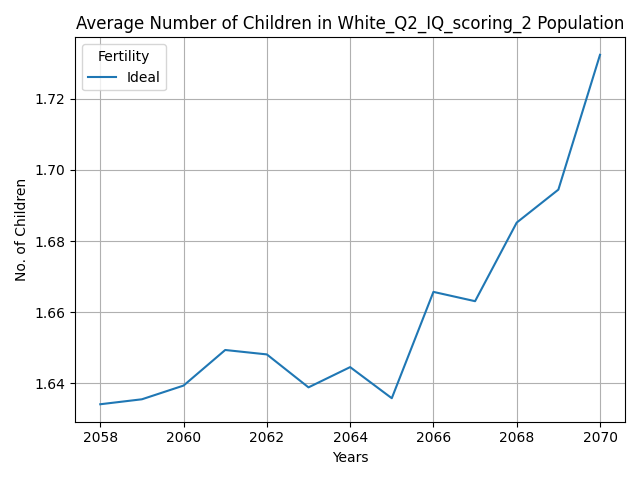 Average Number of Children in White_Q2_IQ_scoring_2 Population
Fertility
Ideal
No. of Children
1.72
1.70
1.68
1.66
1.64
2058 2060 2062 2064 2066 2068 2070
Years